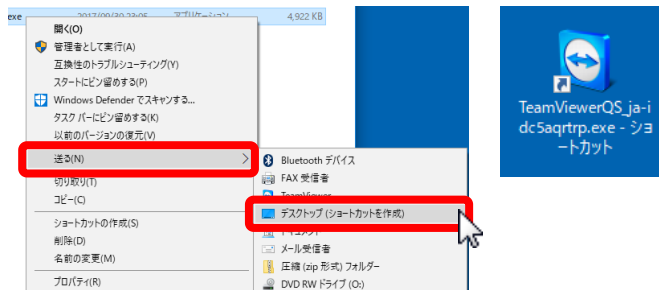 exe 2017/09/30 23:05 アプリケーション 4,922 KB
開く(O)
管理者として実行(A)
互換性のトラブルシューティング(Y)
スタートにピン留めする(P)
Windows Defender でスキャンする...
タスク バーにピン留めする(K)
以前のバージョンの復元(V)
送る(N)
切り取り(T)
コピー(C)
ショートカットの作成(S)
削除(D)
名前の変更(M)
プロパティ(R)
Bluetooth デバイス
FAX 受信者
TeamViewer
デスクトップ (ショートカットを作成)
ドキュメント
メール受信者
圧縮 (zip 形式) フォルダー
DVD RW ドライブ (O:)
TeamViewerQS_ja-i
dc5aqrtrp.exe - ショ
ートカット